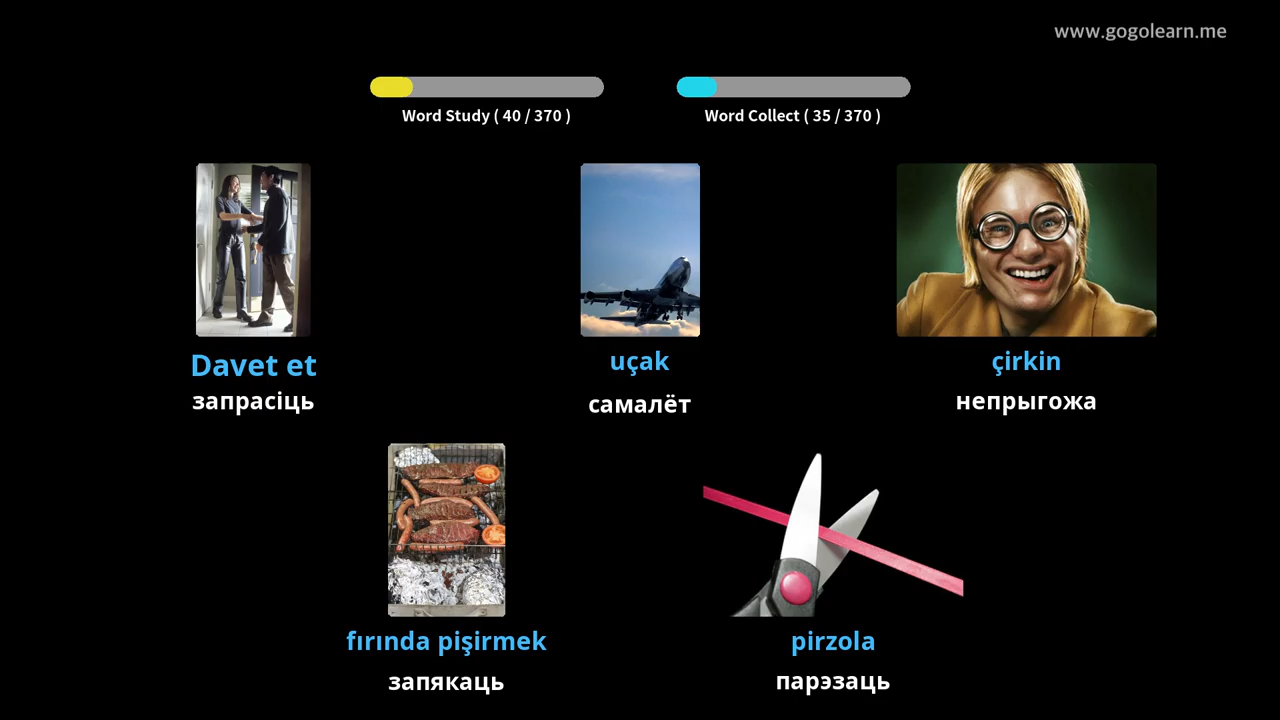 www.gogolearn.me
Word Study ( 40 / 370 )
Word Collect ( 35 / 370 )
Davet et
запрасіць
uçak
самалёт
çirkin
непрыгожа
fırında pişirmek
запякаць
pirzola
парэзаць